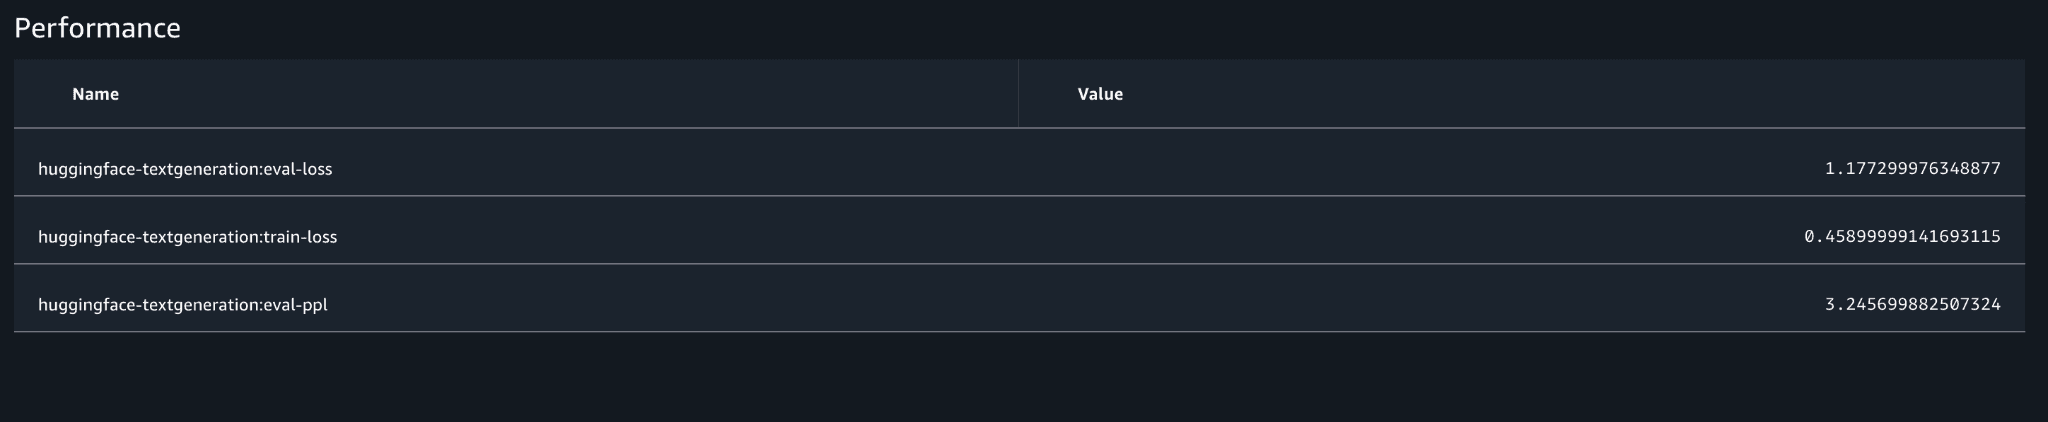 Performance
Name Value
huggingface-textgeneration:eval-loss 1.177299976348877
huggingface-textgeneration:train-loss 0.45899999141693115
huggingface-textgeneration:eval-ppl 3.245699882507324